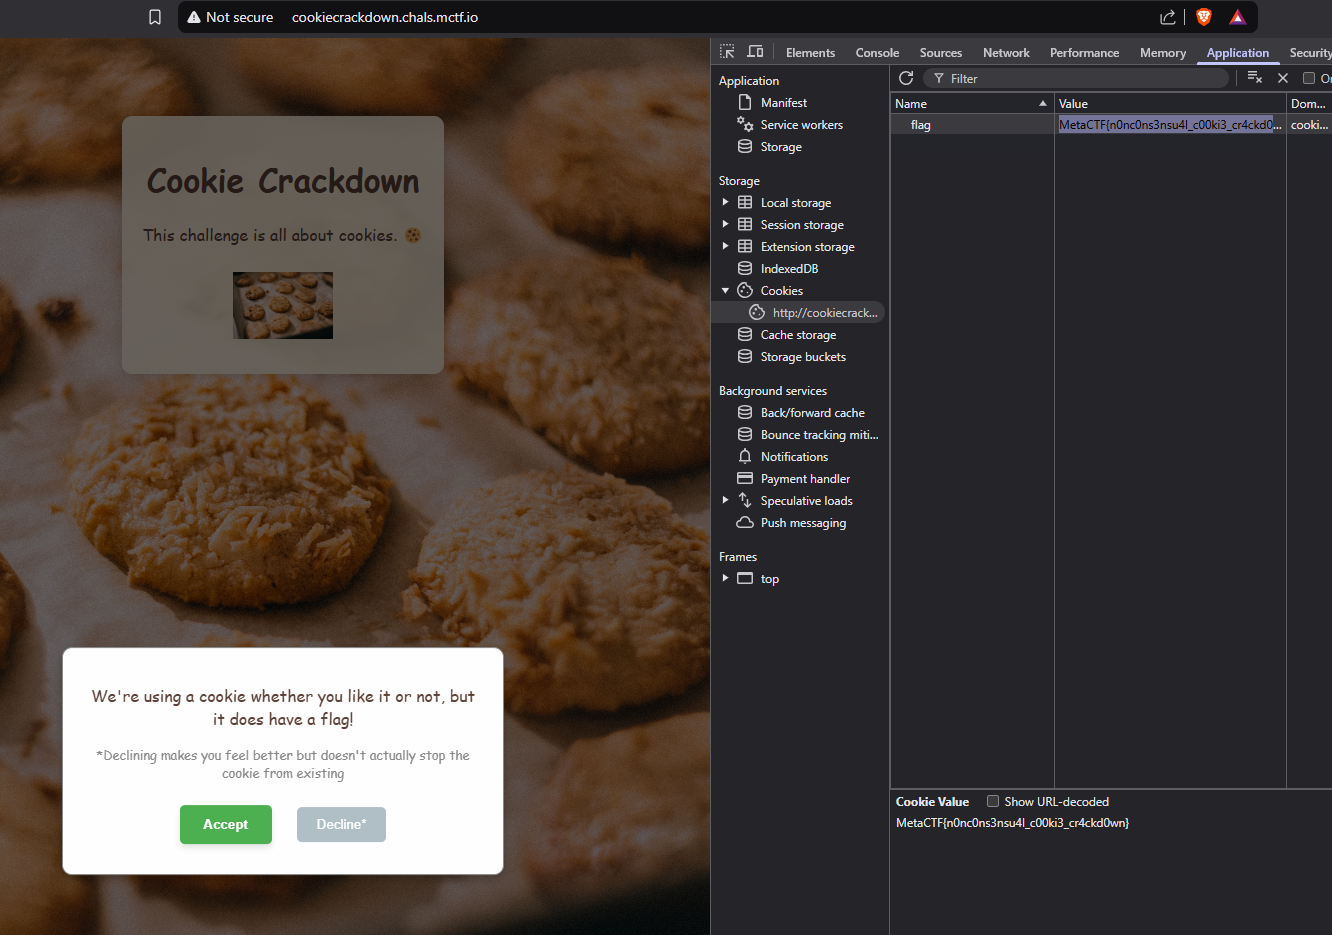 Not secure cookiecrackdown.chals.mctf.io
Elements Console Sources Network Performance Memory Application Security
Cookie Crackdown
This challenge is all about cookies. 🍪
We're using a cookie whether you like it or not, but
it does have a flag!
*Declining makes you feel better but doesn't actually stop the
cookie from existing
Accept Decline*
Application
Manifest
Service workers
Storage
Storage
Local storage
Session storage
Extension storage
IndexedDB
Cookies
http://cookiecrack...
Cache storage
Storage buckets
Background services
Back/forward cache
Bounce tracking miti...
Notifications
Payment handler
Speculative loads
Push messaging
Frames
top
Filter
Name Value Dom...
flag MetaCTF{n0nc0ns3nsu4l_c00ki3_cr4ckd0... cooki...
Cookie Value Show URL-decoded
MetaCTF{n0nc0ns3nsu4l_c00ki3_cr4ckd0wn}